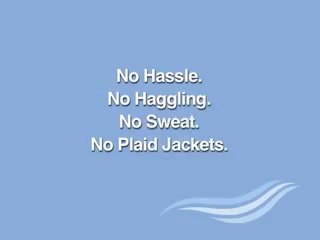 No Hassle.
No Haggling.
No Sweat.
No Plaid Jackets.